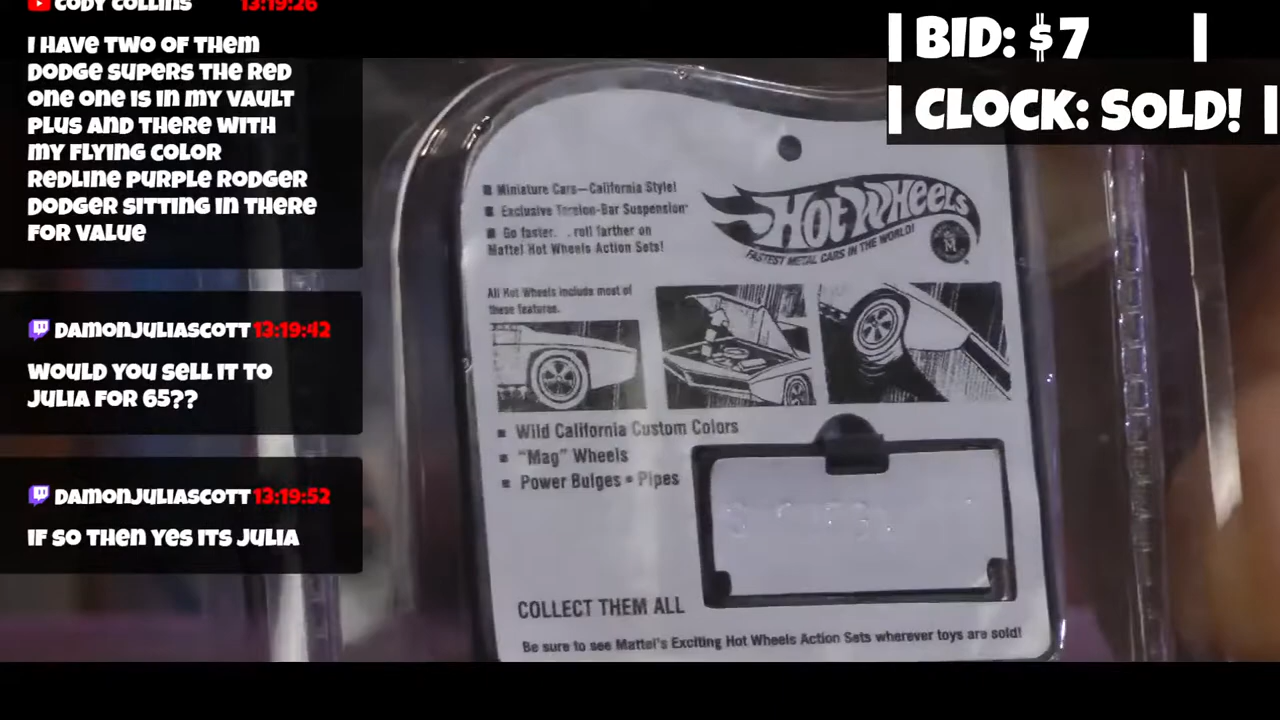 CODY COLLINS 13:19:26
I HAVE TWO OF THEM
DODGE SUPERS THE RED
ONE ONE IS IN MY VAULT
PLUS AND THERE WITH
MY FLYING COLOR
REDLINE PURPLE RODGER
DODGER SITTING IN THERE
FOR VALUE
DAMONJULIASCOTT 13:19:42
WOULD YOU SELL IT TO
JULIA FOR 65??
DAMONJULIASCOTT 13:19:52
IF SO THEN YES ITS JULIA
| BID: $7 |
| CLOCK: SOLD! |
■ Miniature Cars—California Style!
■ Exclusive Torsion-Bar Suspension
■ Go faster. . .roll farther on
Mattel Hot Wheels Action Sets!
HOT WHEELS
FASTEST METAL CARS IN THE WORLD!
M
All Hot Wheels include most of
these features.
■ Wild California Custom Colors
■ "Mag" Wheels
■ Power Bulges • Pipes
COLLECT THEM ALL
Be sure to see Mattel's Exciting Hot Wheels Action Sets wherever toys are sold!